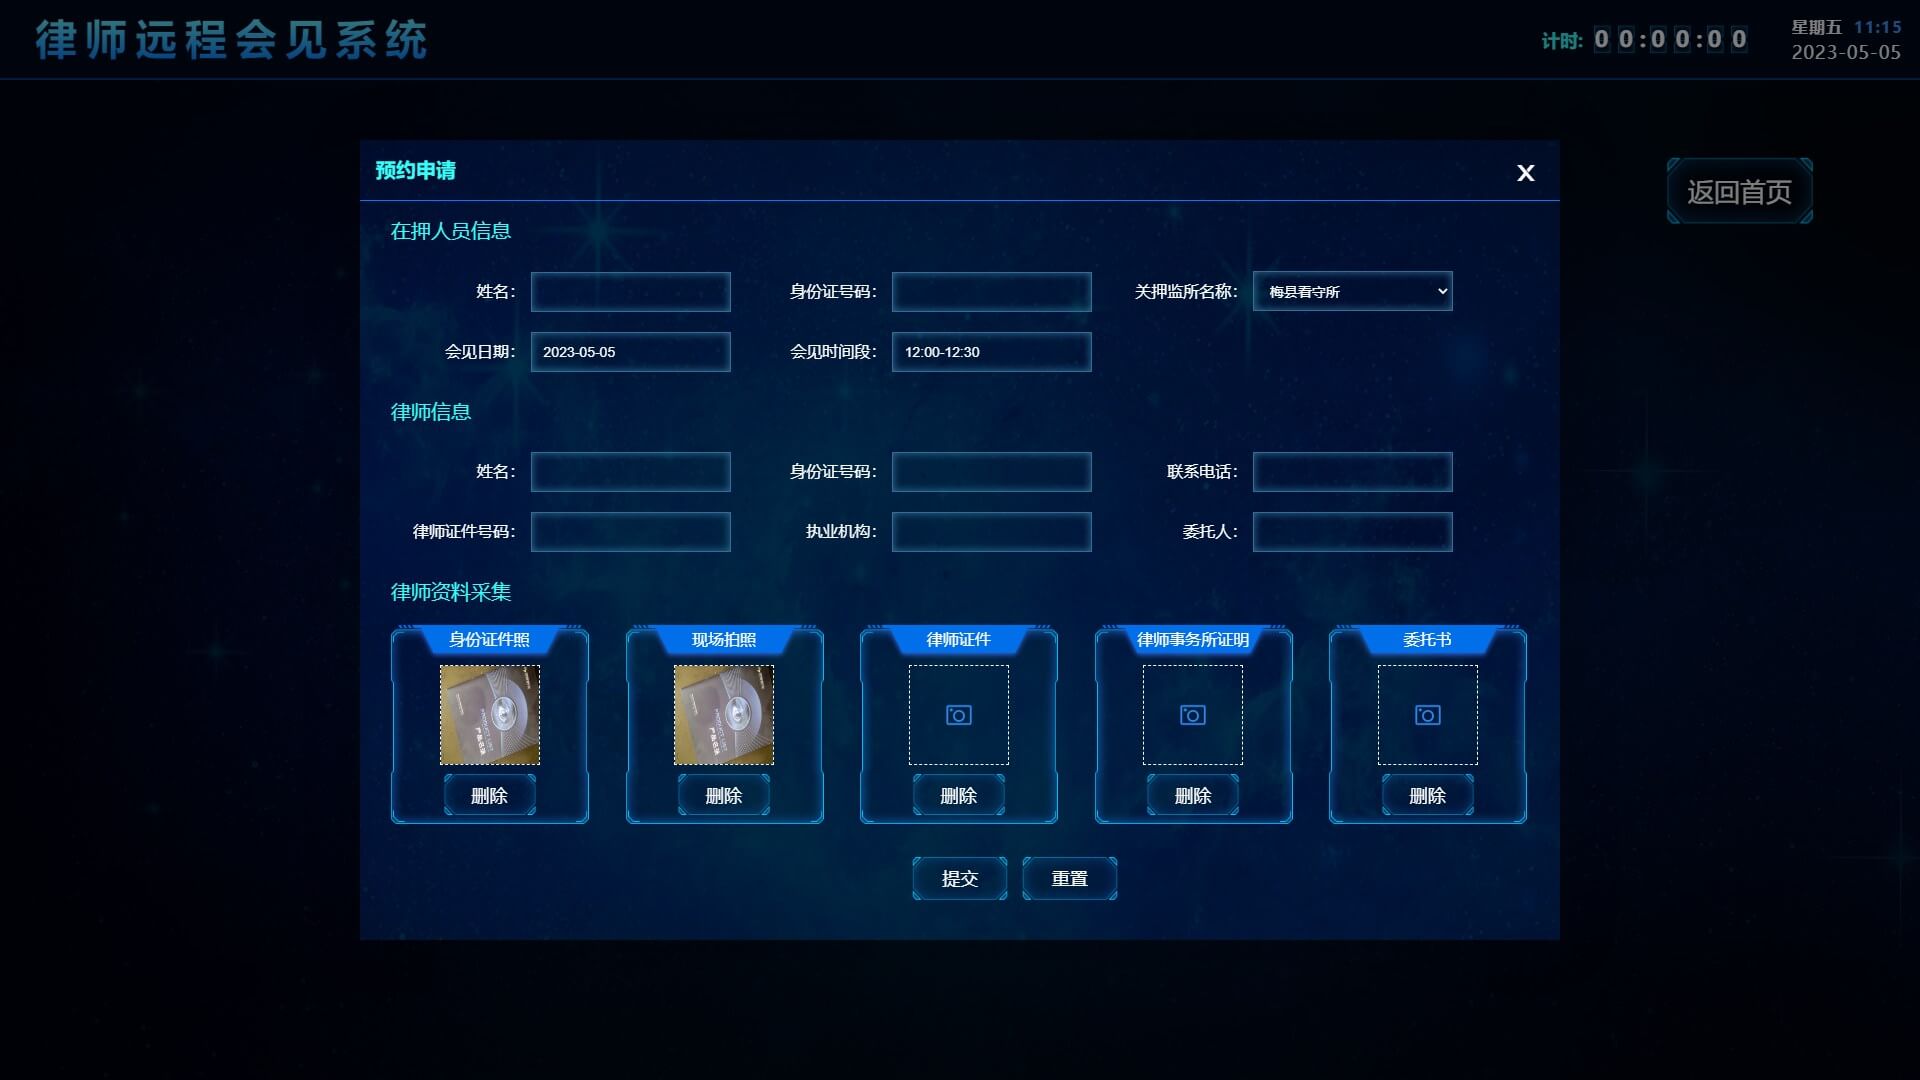 律师远程会见系统
计时: 00:00:00
星期五 11:15
2023-05-05
返回首页
预约申请
X
在押人员信息
姓名:
身份证号码:
关押监所名称: 梅县看守所
会见日期: 2023-05-05
会见时间段: 12:00-12:30
律师信息
姓名:
身份证号码:
联系电话:
律师证件号码:
执业机构:
委托人:
律师资料采集
身份证件照
现场拍照
律师证件
律师事务所证明
委托书
删除
删除
删除
删除
删除
提交
重置